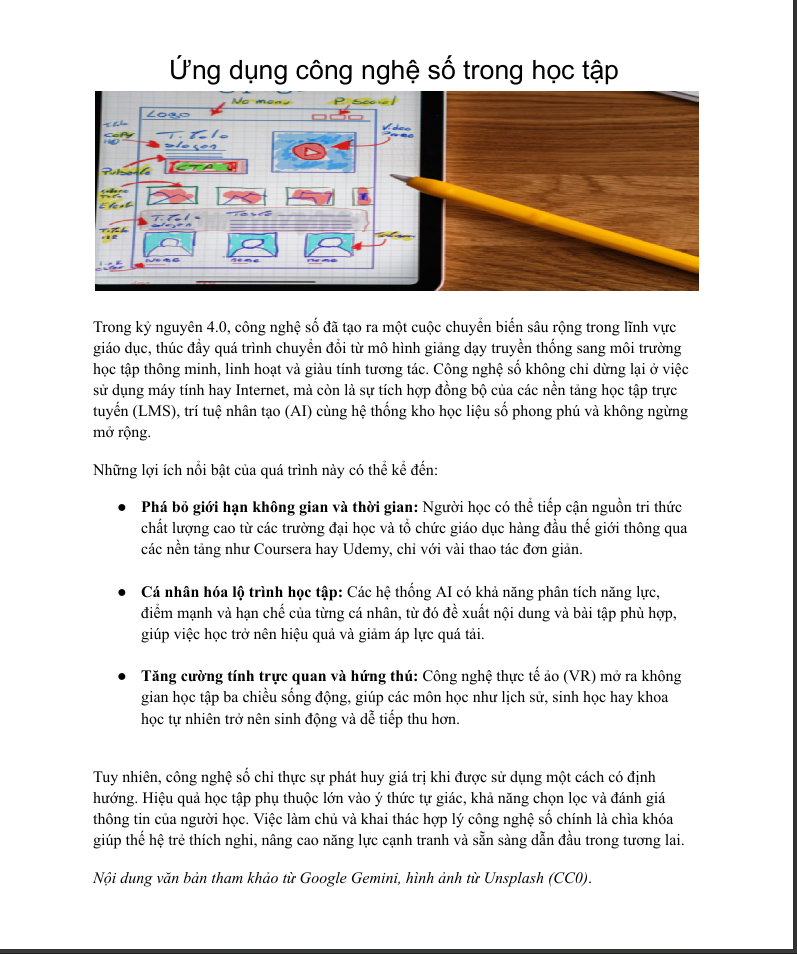 Ứng dụng công nghệ số trong học tập
No menu
R. Social
LOGO
Video
Copy
Titulo
slogan
CTA
Titulo
slogan
Texto
Nome
Nome
Nome
Trong kỷ nguyên 4.0, công nghệ số đã tạo ra một cuộc chuyển biến sâu rộng trong lĩnh vực
giáo dục, thúc đẩy quá trình chuyển đổi từ mô hình giảng dạy truyền thống sang môi trường
học tập thông minh, linh hoạt và giàu tính tương tác. Công nghệ số không chỉ dừng lại ở việc
sử dụng máy tính hay Internet, mà còn là sự tích hợp đồng bộ của các nền tảng học tập trực
tuyến (LMS), trí tuệ nhân tạo (AI) cùng hệ thống kho học liệu số phong phú và không ngừng
mở rộng.
Những lợi ích nổi bật của quá trình này có thể kể đến:
● Phá bỏ giới hạn không gian và thời gian: Người học có thể tiếp cận nguồn tri thức
chất lượng cao từ các trường đại học và tổ chức giáo dục hàng đầu thế giới thông qua
các nền tảng như Coursera hay Udemy, chỉ với vài thao tác đơn giản.
● Cá nhân hóa lộ trình học tập: Các hệ thống AI có khả năng phân tích năng lực,
điểm mạnh và hạn chế của từng cá nhân, từ đó đề xuất nội dung và bài tập phù hợp,
giúp việc học trở nên hiệu quả và giảm áp lực quá tải.
● Tăng cường tính trực quan và hứng thú: Công nghệ thực tế ảo (VR) mở ra không
gian học tập ba chiều sống động, giúp các môn học như lịch sử, sinh học hay khoa
học tự nhiên trở nên sinh động và dễ tiếp thu hơn.
Tuy nhiên, công nghệ số chỉ thực sự phát huy giá trị khi được sử dụng một cách có định
hướng. Hiệu quả học tập phụ thuộc lớn vào ý thức tự giác, khả năng chọn lọc và đánh giá
thông tin của người học. Việc làm chủ và khai thác hợp lý công nghệ số chính là chìa khóa
giúp thế hệ trẻ thích nghi, nâng cao năng lực cạnh tranh và sẵn sàng dẫn đầu trong tương lai.
Nội dung văn bản tham khảo từ Google Gemini, hình ảnh từ Unsplash (CC0).